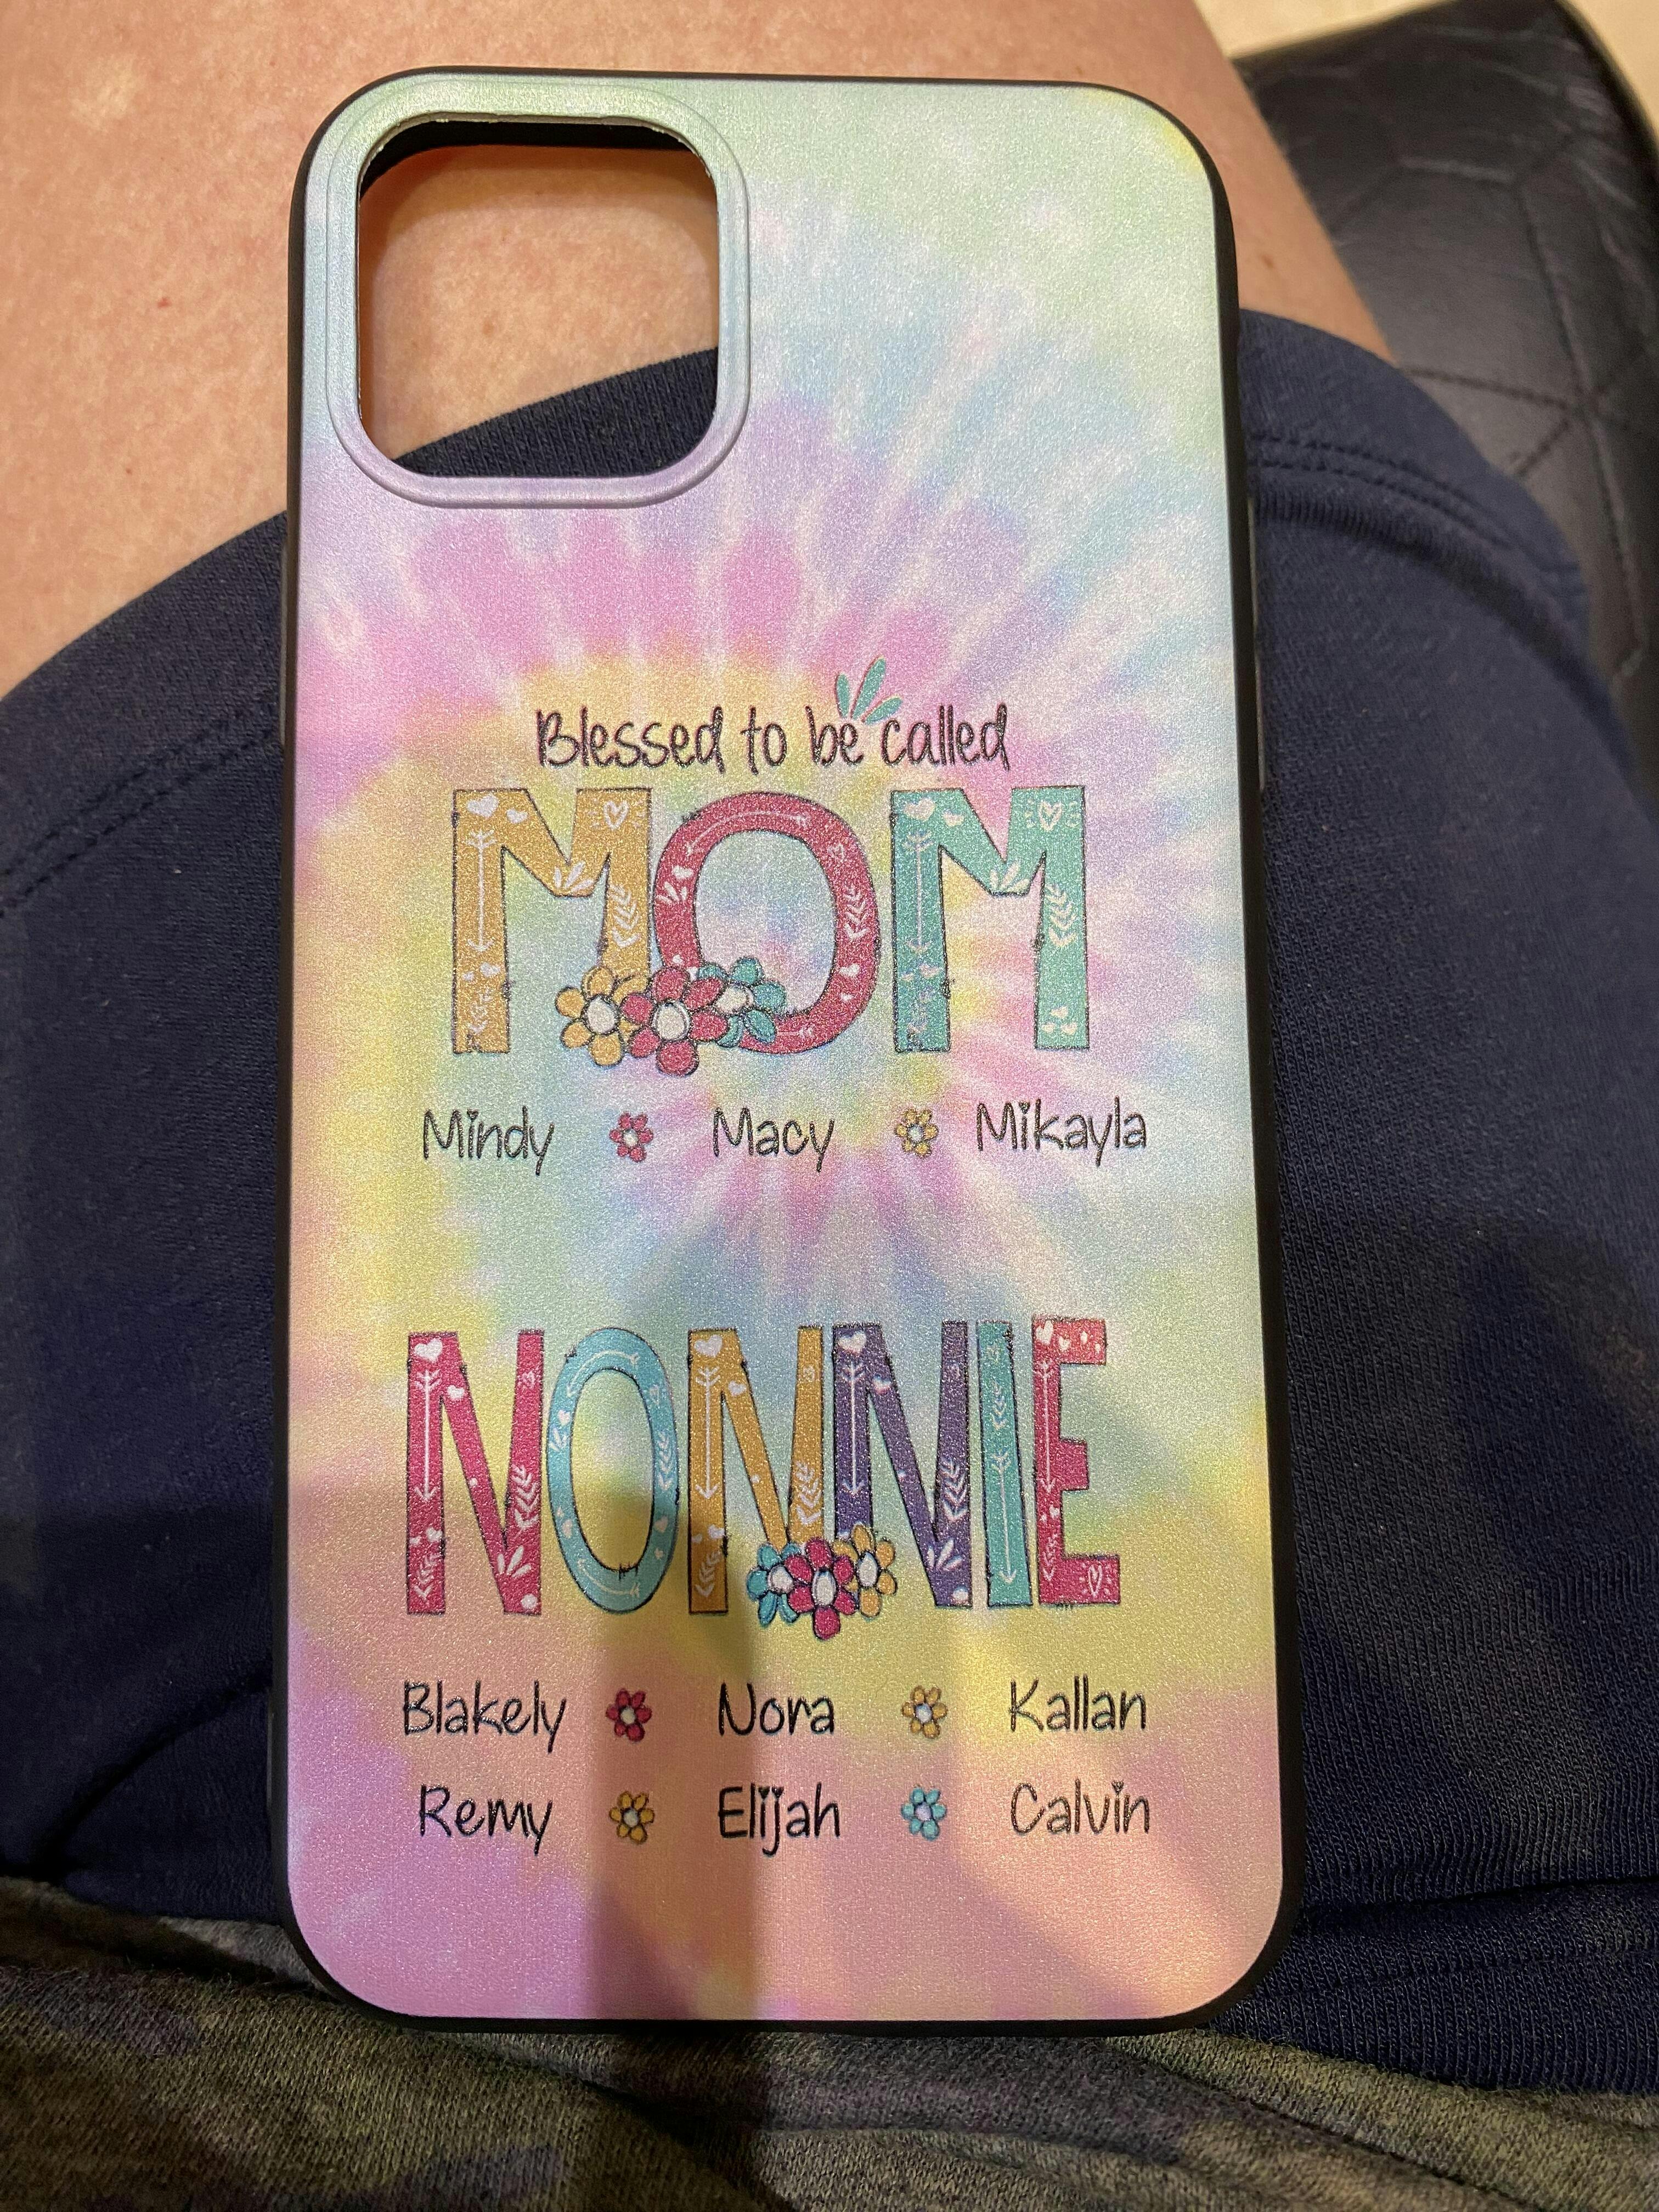 Blessed to be called
MOM
Mindy Macy Mikayla
NONNIE
Blakely Nora Kallan
Remy Elijah Calvin